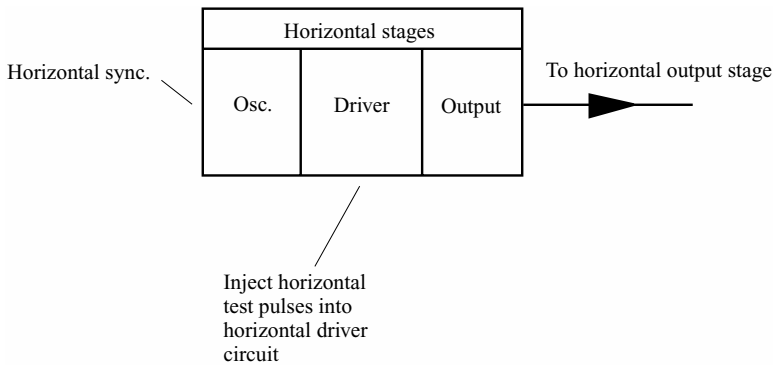 Horizontal stages
Horizontal sync.
To horizontal output stage
Osc.
Driver
Output
Inject horizontal
test pulses into
horizontal driver
circuit